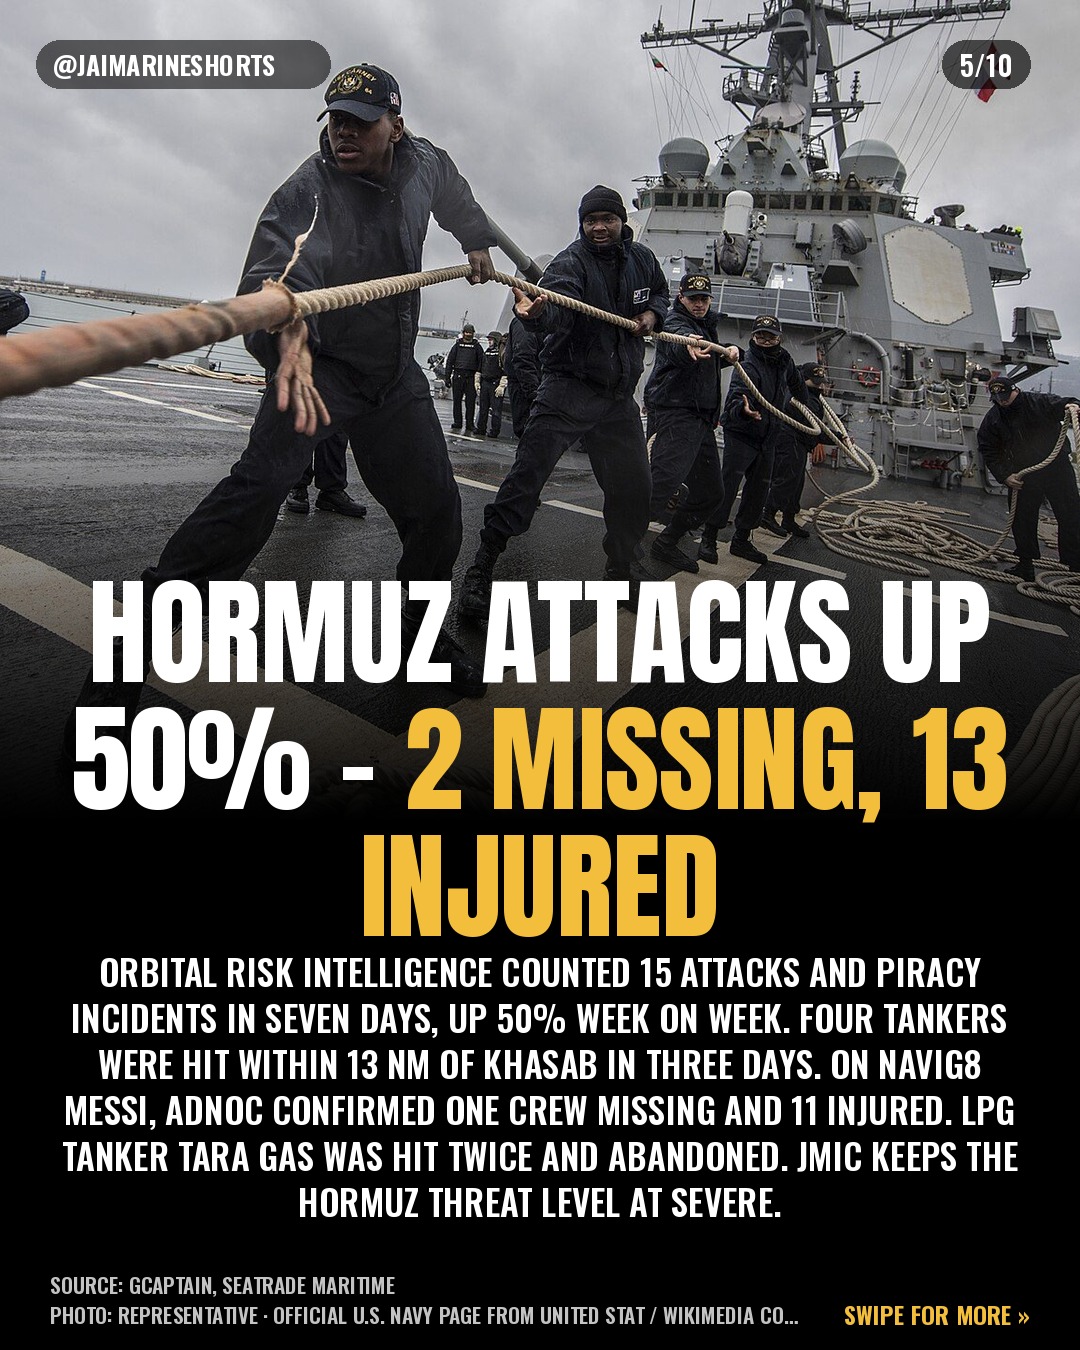 @JAIMARINESHORTS
5/10
HORMUZ ATTACKS UP
50% - 2 MISSING, 13
INJURED
ORBITAL RISK INTELLIGENCE COUNTED 15 ATTACKS AND PIRACY
INCIDENTS IN SEVEN DAYS, UP 50% WEEK ON WEEK. FOUR TANKERS
WERE HIT WITHIN 13 NM OF KHASAB IN THREE DAYS. ON NAVIG8
MESSI, ADNOC CONFIRMED ONE CREW MISSING AND 11 INJURED. LPG
TANKER TARA GAS WAS HIT TWICE AND ABANDONED. JMIC KEEPS THE
HORMUZ THREAT LEVEL AT SEVERE.
SOURCE: GCAPTAIN, SEATRADE MARITIME
PHOTO: REPRESENTATIVE · OFFICIAL U.S. NAVY PAGE FROM UNITED STAT / WIKIMEDIA CO...
SWIPE FOR MORE »